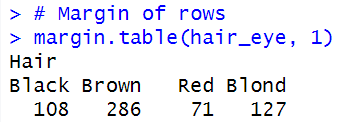 > # Margin of rows
> margin.table(hair_eye, 1)
Hair
Black Brown   Red Blond
  108   286    71   127